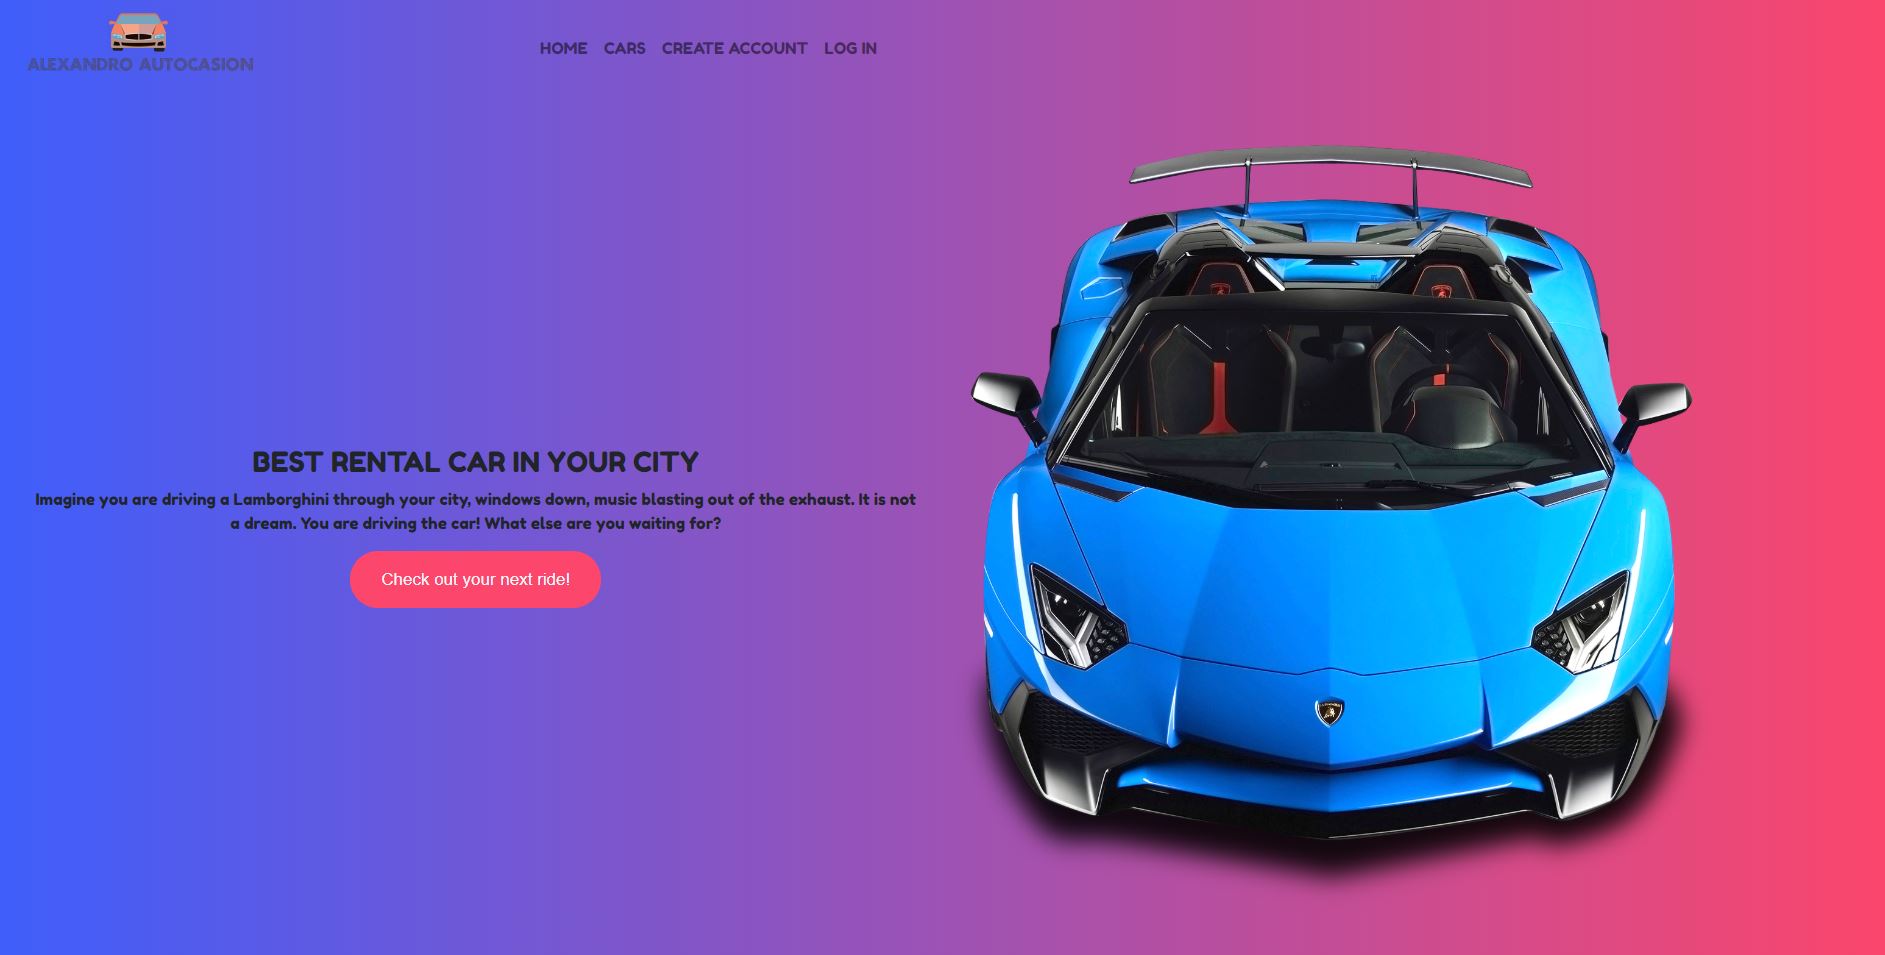 ALEXANDRO AUTOCASION
HOME CARS CREATE ACCOUNT LOG IN
BEST RENTAL CAR IN YOUR CITY
Imagine you are driving a Lamborghini through your city, windows down, music blasting out of the exhaust. It is not
a dream. You are driving the car! What else are you waiting for?
Check out your next ride!